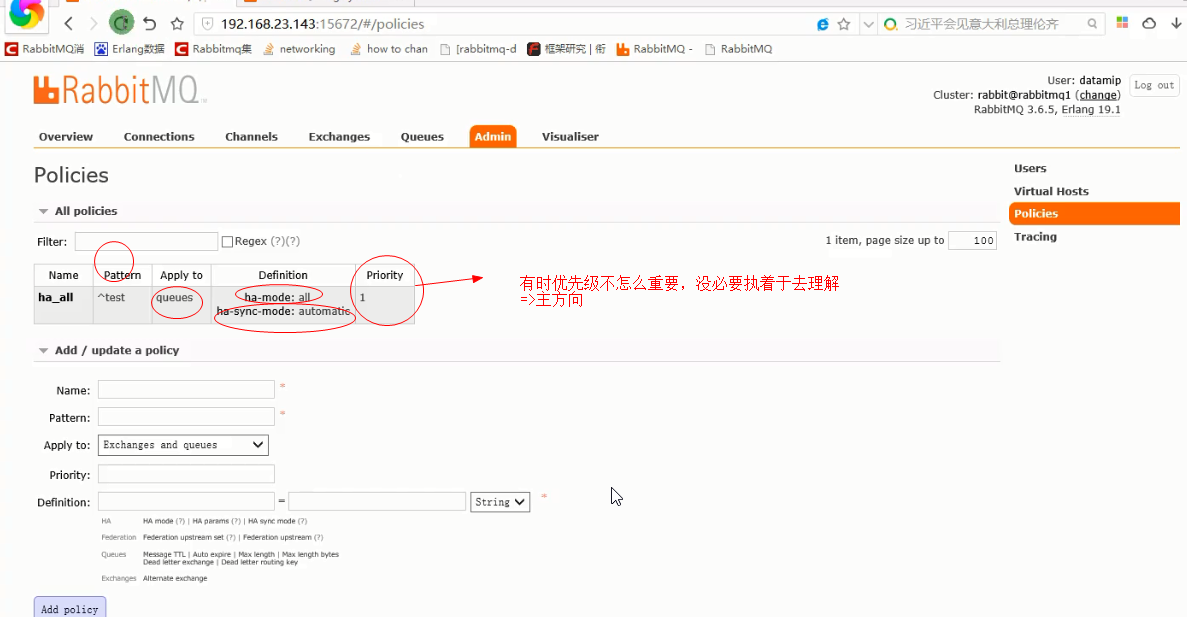 192.168.23.143:15672/#/policies
习近平会见意大利总理伦齐
RabbitMQ消
Erlang数据
Rabbitmq集
networking
how to chan
[rabbitmq-d
框架研究 | 衔
RabbitMQ -
RabbitMQ
RabbitMQ
User: datamip
Log out
Cluster: rabbit@rabbitmq1 (change)
RabbitMQ 3.6.5, Erlang 19.1
Overview Connections Channels Exchanges Queues Admin Visualiser
Policies
Users
Virtual Hosts
Policies
Tracing
All policies
Filter: Regex (?)(?)
1 item, page size up to 100
Name Pattern Apply to Definition Priority
ha_all ^test queues ha-mode: all 1
ha-sync-mode: automatic
有时优先级不怎么重要，没必要执着于去理解
=>主方向
Add / update a policy
Name: *
Pattern: *
Apply to: Exchanges and queues
Priority:
Definition: = String *
HA HA mode (?) | HA params (?) | HA sync mode (?)
Federation Federation upstream set (?) | Federation upstream (?)
Queues Message TTL | Auto expire | Max length | Max length bytes
Dead letter exchange | Dead letter routing key
Exchanges Alternate exchange
Add policy